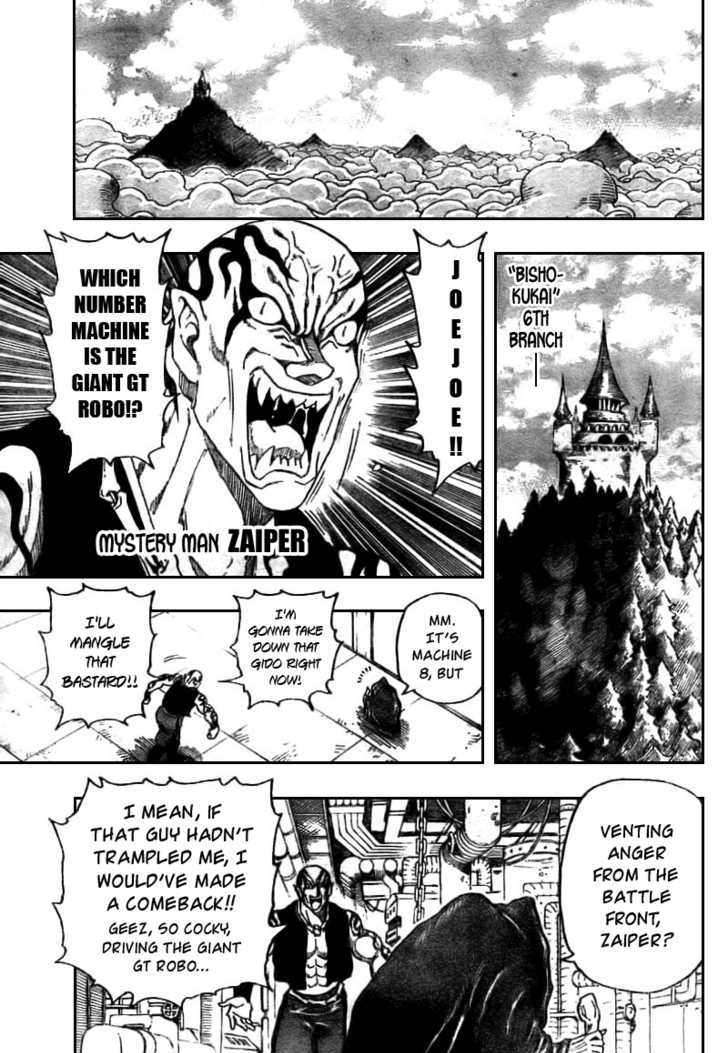 "BISHO-
KUKAI"
6TH
BRANCH
JOEJOE!!
WHICH
NUMBER
MACHINE
IS THE
GIANT GT
ROBO!?
MYSTERY MAN ZAIPER
MM.
IT'S
MACHINE
8, BUT
I'M
GONNA TAKE
DOWN THAT
GIDO RIGHT
NOW!
I'LL
MANGLE
THAT
BASTARD!!
VENTING
ANGER
FROM THE
BATTLE
FRONT,
ZAIPER?
I MEAN, IF
THAT GUY HADN'T
TRAMPLED ME, I
WOULD'VE MADE
A COMEBACK!!
GEEZ, SO COCKY,
DRIVING THE GIANT
GT ROBO...